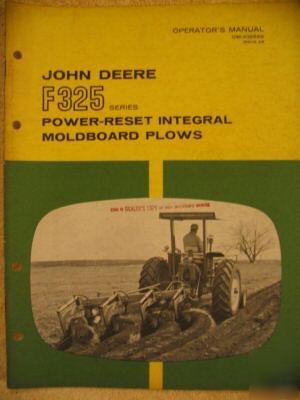 OPERATOR'S MANUAL
JOHN DEERE
F325 SERIES
POWER-RESET INTEGRAL
MOLDBOARD PLOWS